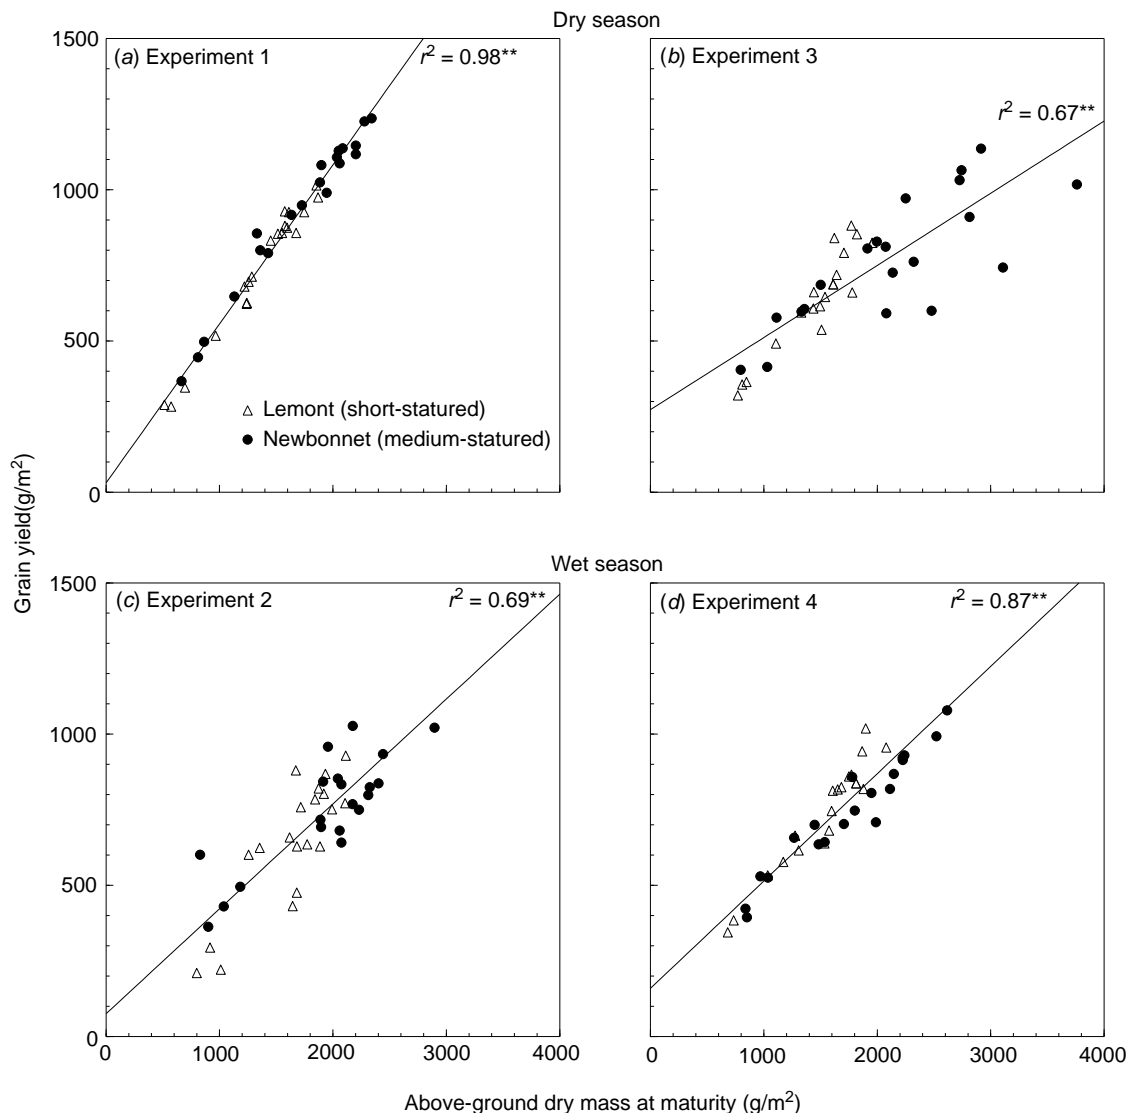 Dry season
(a) Experiment 1
r² = 0.98**
(b) Experiment 3
r² = 0.67**
1500
1000
500
0
Lemont (short-statured)
Newbonnet (medium-statured)
Grain yield(g/m²)
Wet season
(c) Experiment 2
r² = 0.69**
(d) Experiment 4
r² = 0.87**
1500
1000
500
0
0 1000 2000 3000 4000
0 1000 2000 3000 4000
Above-ground dry mass at maturity (g/m²)